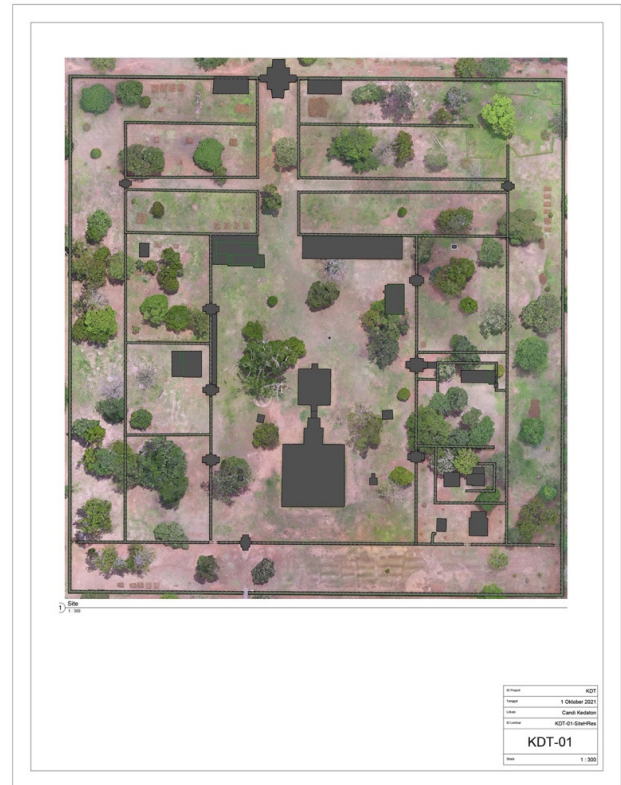 1 Site
1 : 300
ID Project KDT
Tanggal 1 Oktober 2021
Lokasi Candi Kedaton
ID Lembar KDT-01-SiteHRes
KDT-01
Skala 1 : 300